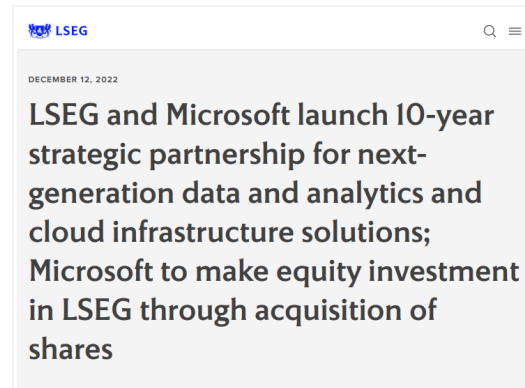 LSEG
DECEMBER 12, 2022
LSEG and Microsoft launch 10-year
strategic partnership for next-
generation data and analytics and
cloud infrastructure solutions;
Microsoft to make equity investment
in LSEG through acquisition of
shares